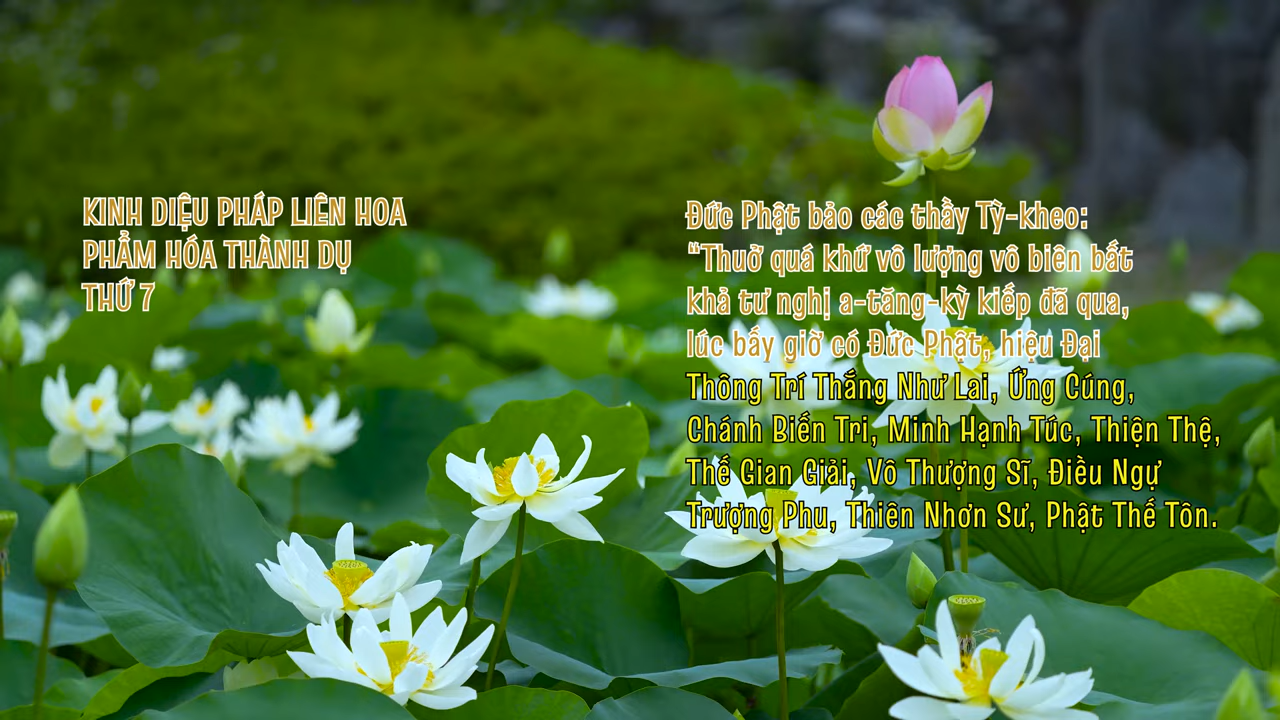 KINH DIỆU PHÁP LIÊN HOA
PHẨM HÓA THÀNH DỤ
THỨ 7
Đức Phật bảo các thầy Tỳ-kheo:
“Thuở quá khứ vô lượng vô biên bất
khả tư nghị a-tăng-kỳ kiếp đã qua,
lúc bấy giờ có Đức Phật, hiệu Đại
Thông Trí Thắng Như Lai, Ứng Cúng,
Chánh Biến Tri, Minh Hạnh Túc, Thiện Thệ,
Thế Gian Giải, Vô Thượng Sĩ, Điều Ngự
Trượng Phu, Thiên Nhơn Sư, Phật Thế Tôn.